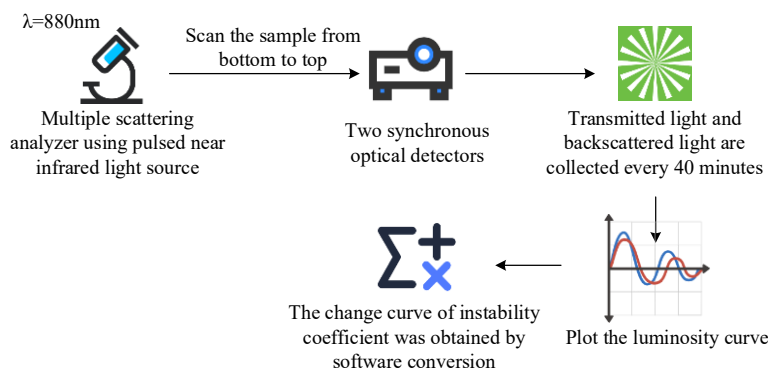 λ=880nm
Scan the sample from
bottom to top
Multiple scattering
analyzer using pulsed near
infrared light source
Two synchronous
optical detectors
Transmitted light and
backscattered light are
collected every 40 minutes
Plot the luminosity curve
The change curve of instability
coefficient was obtained by
software conversion